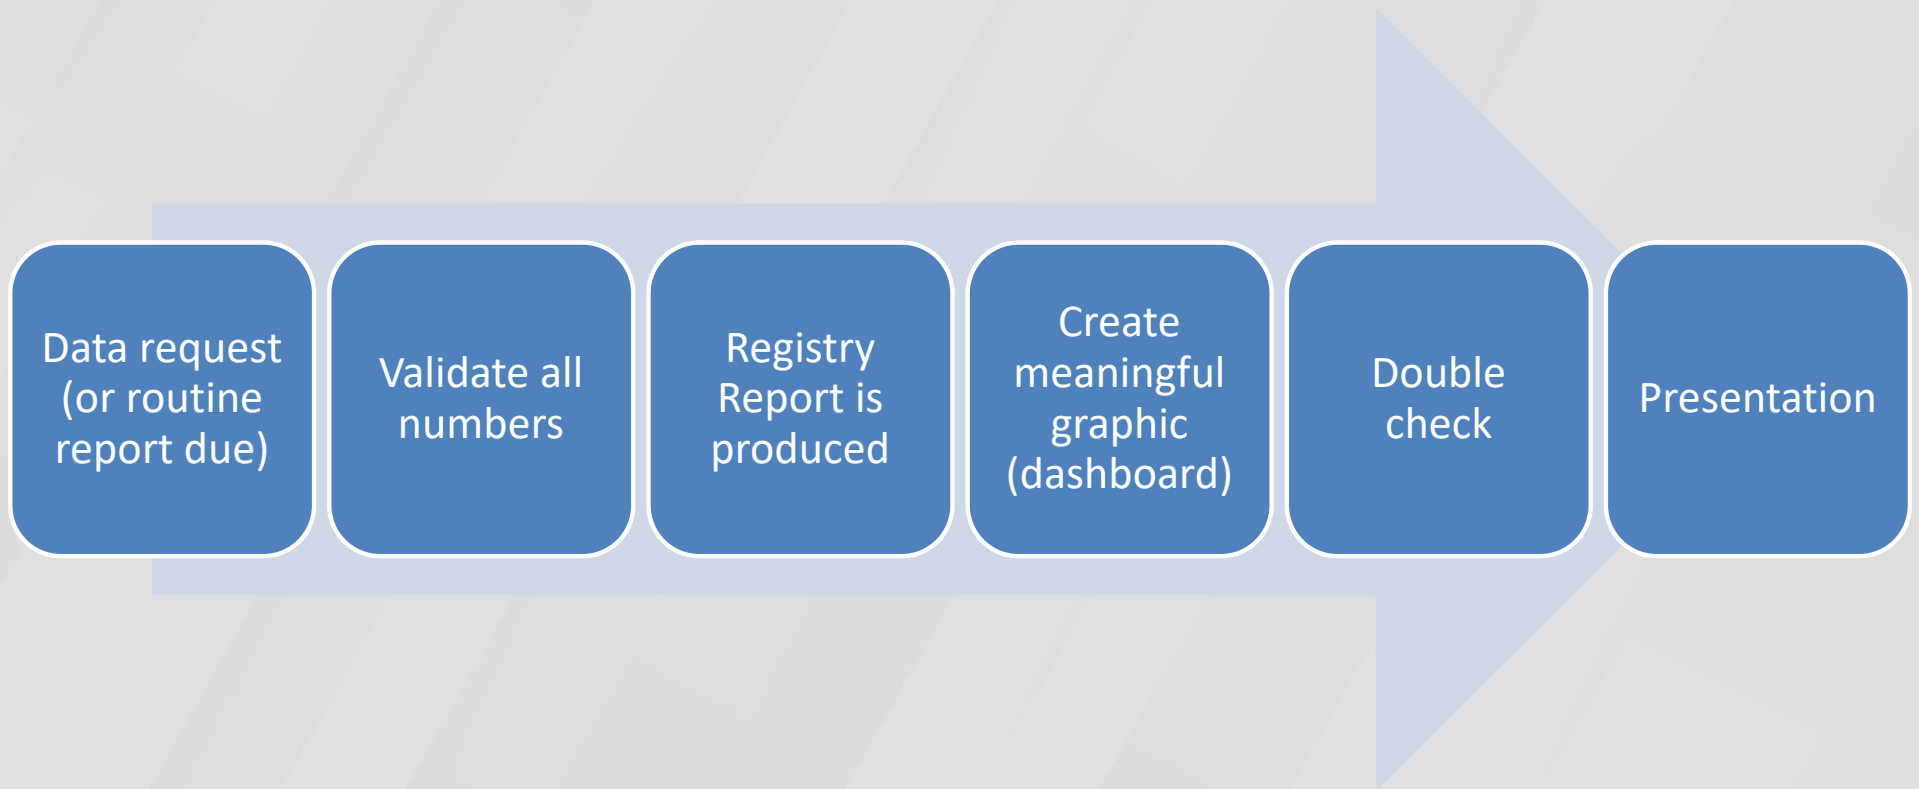 Data request
(or routine
report due)
Validate all
numbers
Registry
Report is
produced
Create
meaningful
graphic
(dashboard)
Double
check
Presentation